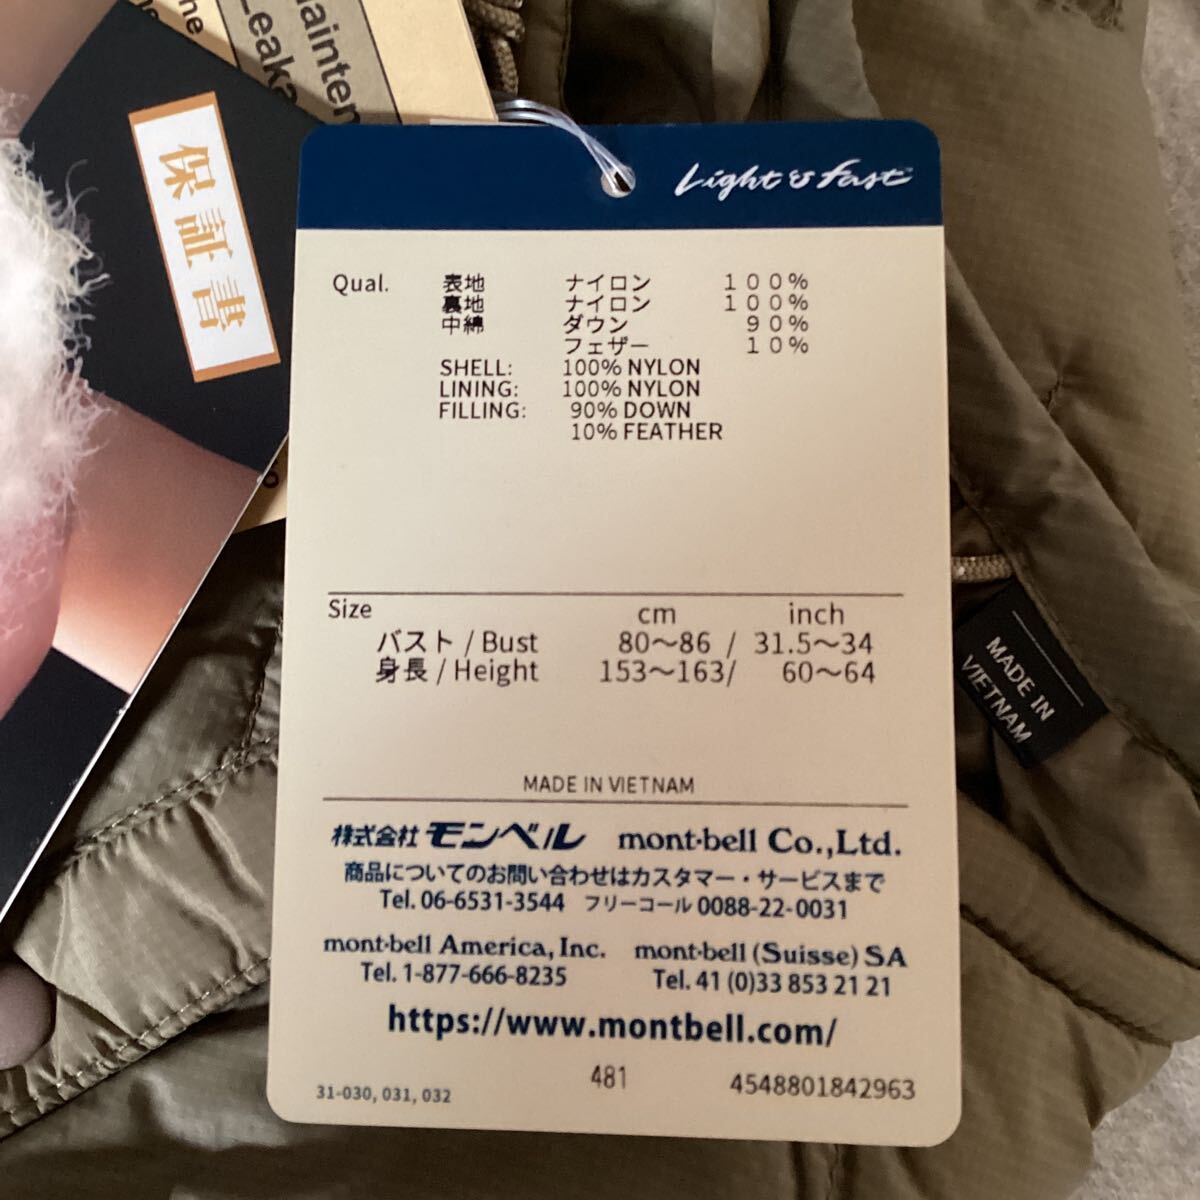 mainten
Leaka
保証書
Light & Fast
Qual. 表地 ナイロン 100%
裏地 ナイロン 100%
中綿 ダウン 90%
フェザー 10%
SHELL: 100% NYLON
LINING: 100% NYLON
FILLING: 90% DOWN
10% FEATHER
Size cm inch
バスト / Bust 80～86 / 31.5～34
身長 / Height 153～163/ 60～64
MADE IN VIETNAM
株式会社 モンベル mont-bell Co.,Ltd.
商品についてのお問い合わせはカスタマー・サービスまで
Tel. 06-6531-3544 フリーコール 0088-22-0031
mont-bell America, Inc. mont-bell (Suisse) SA
Tel. 1-877-666-8235 Tel. 41 (0)33 853 21 21
https://www.montbell.com/
481
31-030, 031, 032 4548801842963
MADE IN
VIETNAM